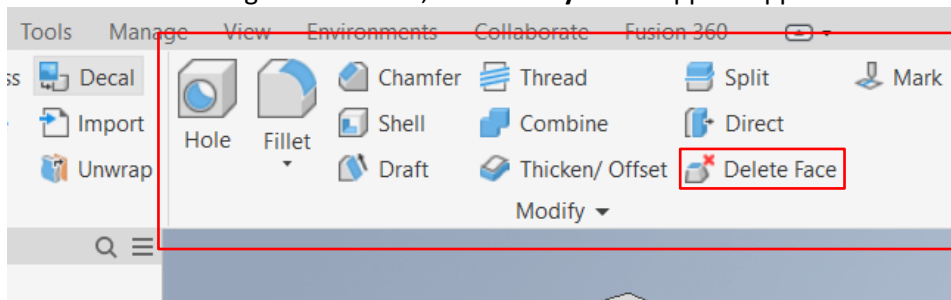 Tools Manage View Environments Collaborate Fusion 360
Decal
Import
Unwrap
Hole
Fillet
Chamfer
Shell
Draft
Thread
Combine
Thicken/ Offset
Split
Direct
Delete Face
Mark
Modify